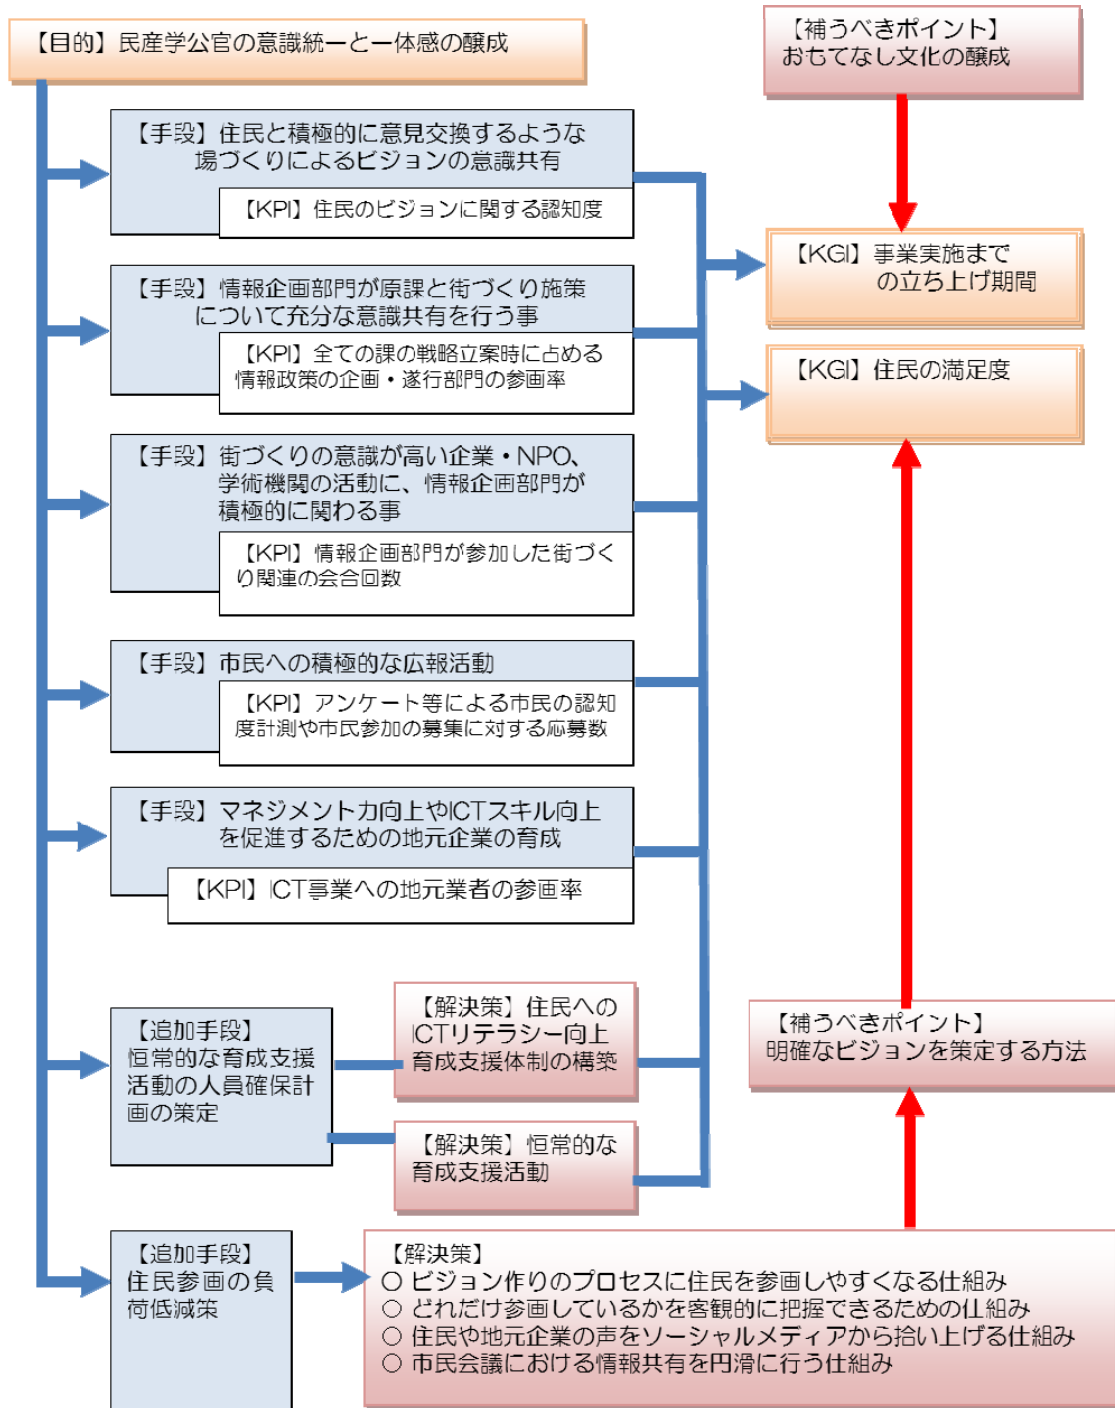 【目的】民産学公官の意識統一と一体感の醸成
【補うべきポイント】
おもてなし文化の醸成
【手段】住民と積極的に意見交換するような
場づくりによるビジョンの意識共有
【KPI】住民のビジョンに関する認知度
【KGI】事業実施まで
の立ち上げ期間
【手段】情報企画部門が原課と街づくり施策
について充分な意識共有を行う事
【KPI】全ての課の戦略立案時に占める
情報政策の企画・遂行部門の参画率
【KGI】住民の満足度
【手段】街づくりの意識が高い企業・NPO、
学術機関の活動に、情報企画部門が
積極的に関わる事
【KPI】情報企画部門が参加した街づく
り関連の会合回数
【手段】市民への積極的な広報活動
【KPI】アンケート等による市民の認知
度計測や市民参加の募集に対する応募数
【手段】マネジメント力向上やICTスキル向上
を促進するための地元企業の育成
【KPI】ICT事業への地元業者の参画率
【追加手段】
恒常的な育成支援
活動の人員確保計
画の策定
【解決策】住民への
ICTリテラシー向上
育成支援体制の構築
【解決策】恒常的な
育成支援活動
【補うべきポイント】
明確なビジョンを策定する方法
【追加手段】
住民参画の負
荷低減策
【解決策】
○ ビジョン作りのプロセスに住民を参画しやすくなる仕組み
○ どれだけ参画しているかを客観的に把握できるための仕組み
○ 住民や地元企業の声をソーシャルメディアから拾い上げる仕組み
○ 市民会議における情報共有を円滑に行う仕組み